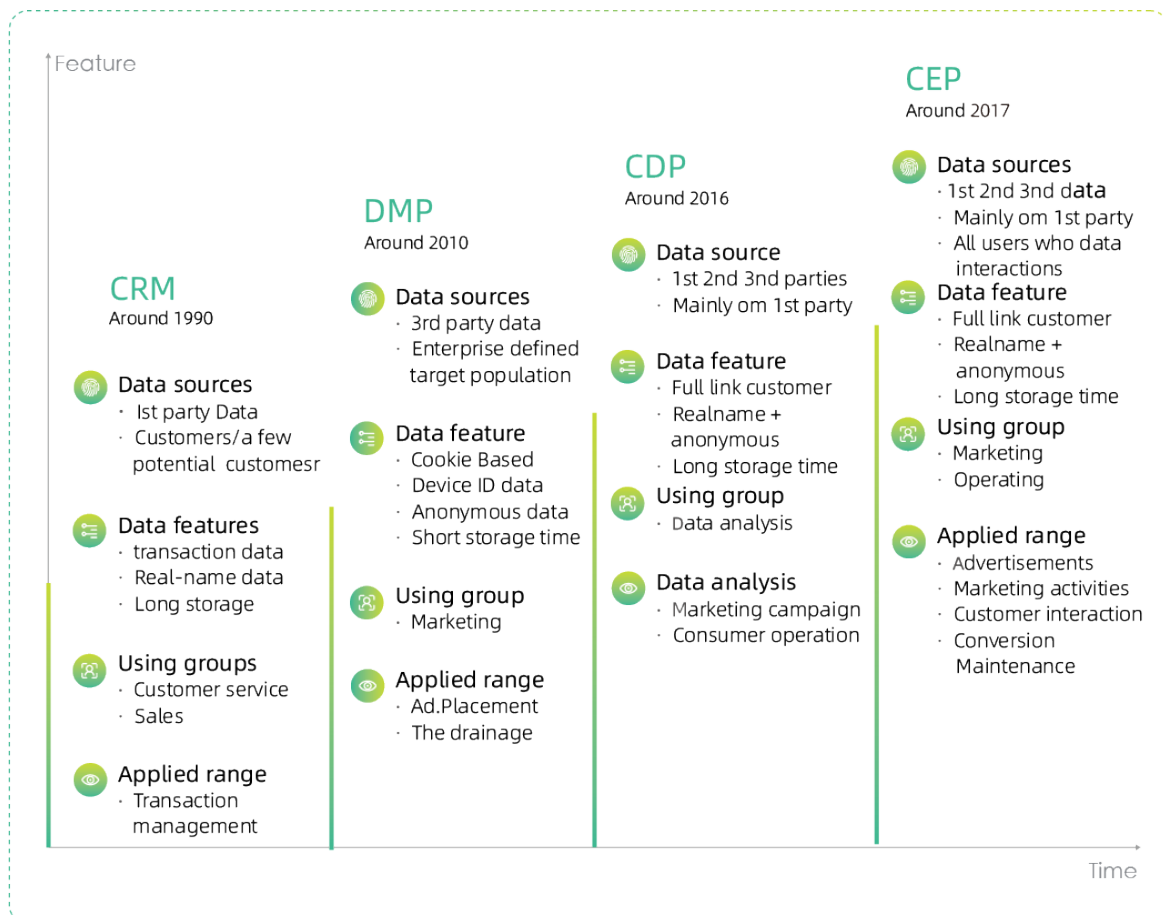 Feature
CRM
Around 1990
Data sources
· Ist party Data
· Customers/a few
potential customesr
Data features
· transaction data
· Real-name data
· Long storage
Using groups
· Customer service
· Sales
Applied range
· Transaction
management
DMP
Around 2010
Data sources
· 3rd party data
· Enterprise defined
target population
Data feature
· Cookie Based
· Device ID data
· Anonymous data
· Short storage time
Using group
· Marketing
Applied range
· Ad.Placement
· The drainage
CDP
Around 2016
Data source
· 1st 2nd 3nd parties
· Mainly om 1st party
Data feature
· Full link customer
· Realname +
anonymous
· Long storage time
Using group
· Data analysis
Data analysis
· Marketing campaign
· Consumer operation
CEP
Around 2017
Data sources
· 1st 2nd 3nd data
· Mainly om 1st party
· All users who data
interactions
Data feature
· Full link customer
· Realname +
anonymous
· Long storage time
Using group
· Marketing
· Operating
Applied range
· Advertisements
· Marketing activities
· Customer interaction
· Conversion
Maintenance
Time